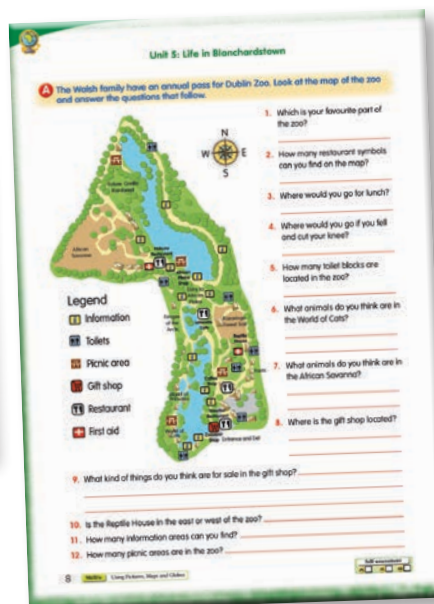 Unit 5: Life in Blanchardstown
A The Walsh family have an annual pass for Dublin Zoo. Look at the map of the zoo
and answer the questions that follow.
1. Which is your favourite part of
the zoo?
2. How many restaurant symbols
can you find on the map?
3. Where would you go for lunch?
4. Where would you go if you fell
and cut your knee?
5. How many toilet blocks are
located in the zoo?
6. What animals do you think are in
the World of Cats?
7. What animals do you think are in
the African Savanna?
8. Where is the gift shop located?
N
W E
S
African
Savanna
Legend
Information
Toilets
Picnic area
Gift shop
Restaurant
First aid
Entrance and Exit
9. What kind of things do you think are for sale in the gift shop?
10. Is the Reptile House in the east or west of the zoo?
11. How many information areas can you find?
12. How many picnic areas are in the zoo?
8 Using Pictures, Maps and Globes
Self-assessment